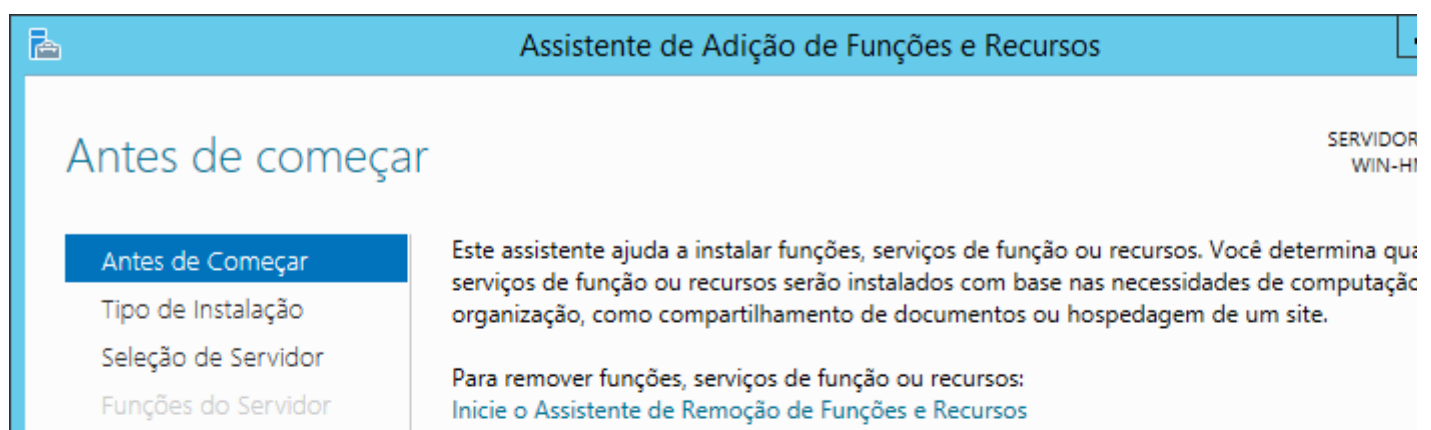 Assistente de Adição de Funções e Recursos
Antes de começar
SERVIDOR
WIN-H
Antes de Começar
Tipo de Instalação
Seleção de Servidor
Funções do Servidor
Este assistente ajuda a instalar funções, serviços de função ou recursos. Você determina
serviços de função ou recursos serão instalados com base nas necessidades de computação
organização, como compartilhamento de documentos ou hospedagem de um site.
Para remover funções, serviços de função ou recursos:
Inicie o Assistente de Remoção de Funções e Recursos